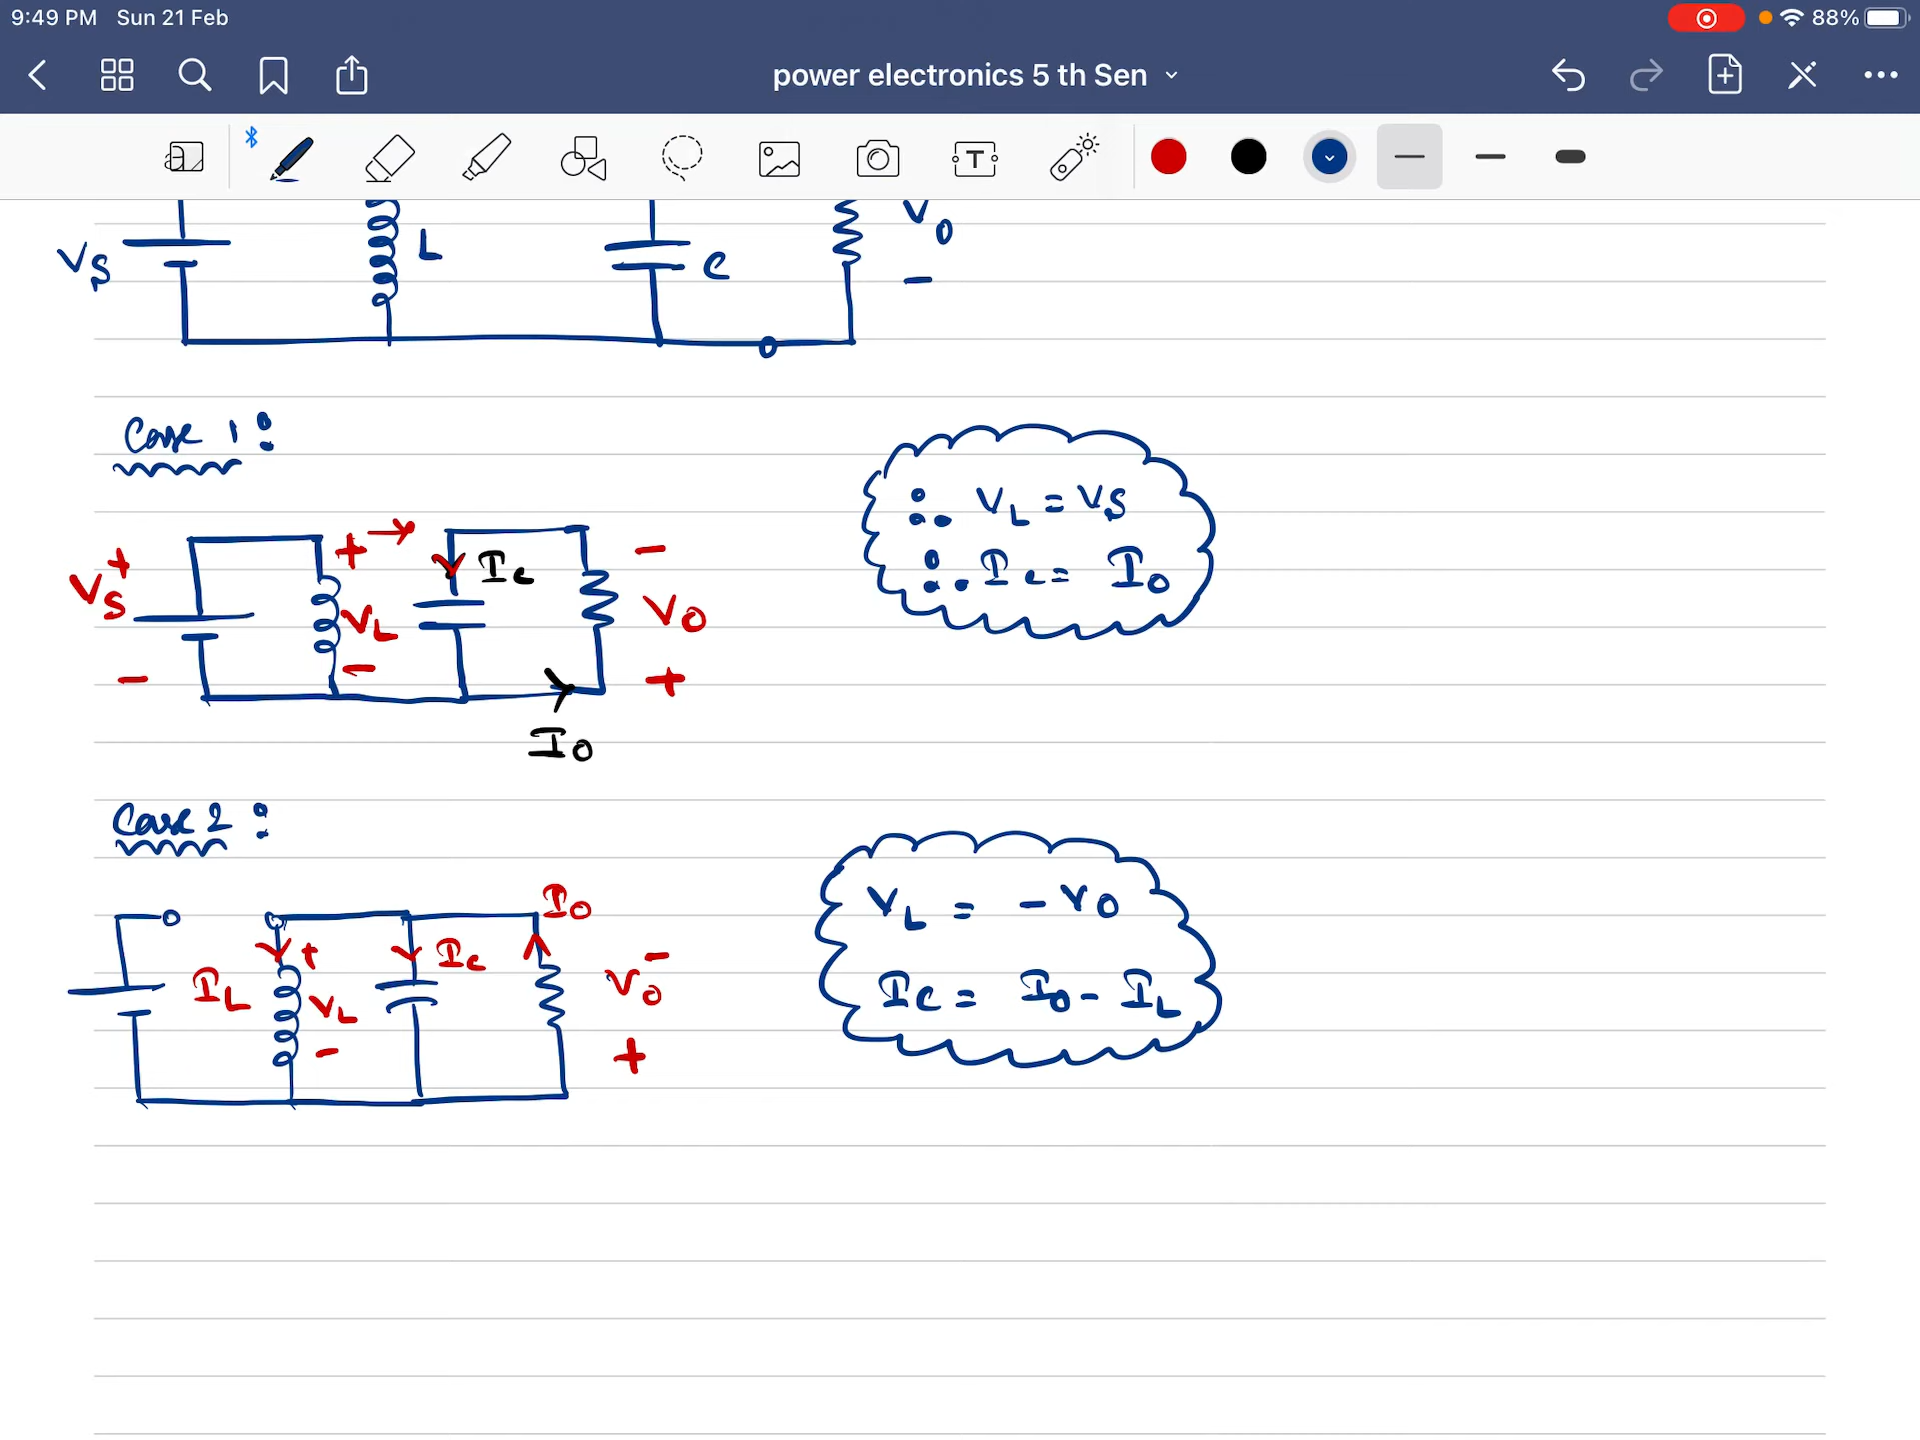 9:49 PM Sun 21 Feb
88%
power electronics 5 th Sen
T
Vs
L
C
Vo
-
Case 1:
Vs
+
-
+
VL
-
Ic
-
Vo
+
Io
∴ VL = Vs
∴ Ic = Io
Case 2:
IL
+
VL
-
Ic
Io
Vo
-
+
VL = - Vo
Ic = Io - IL